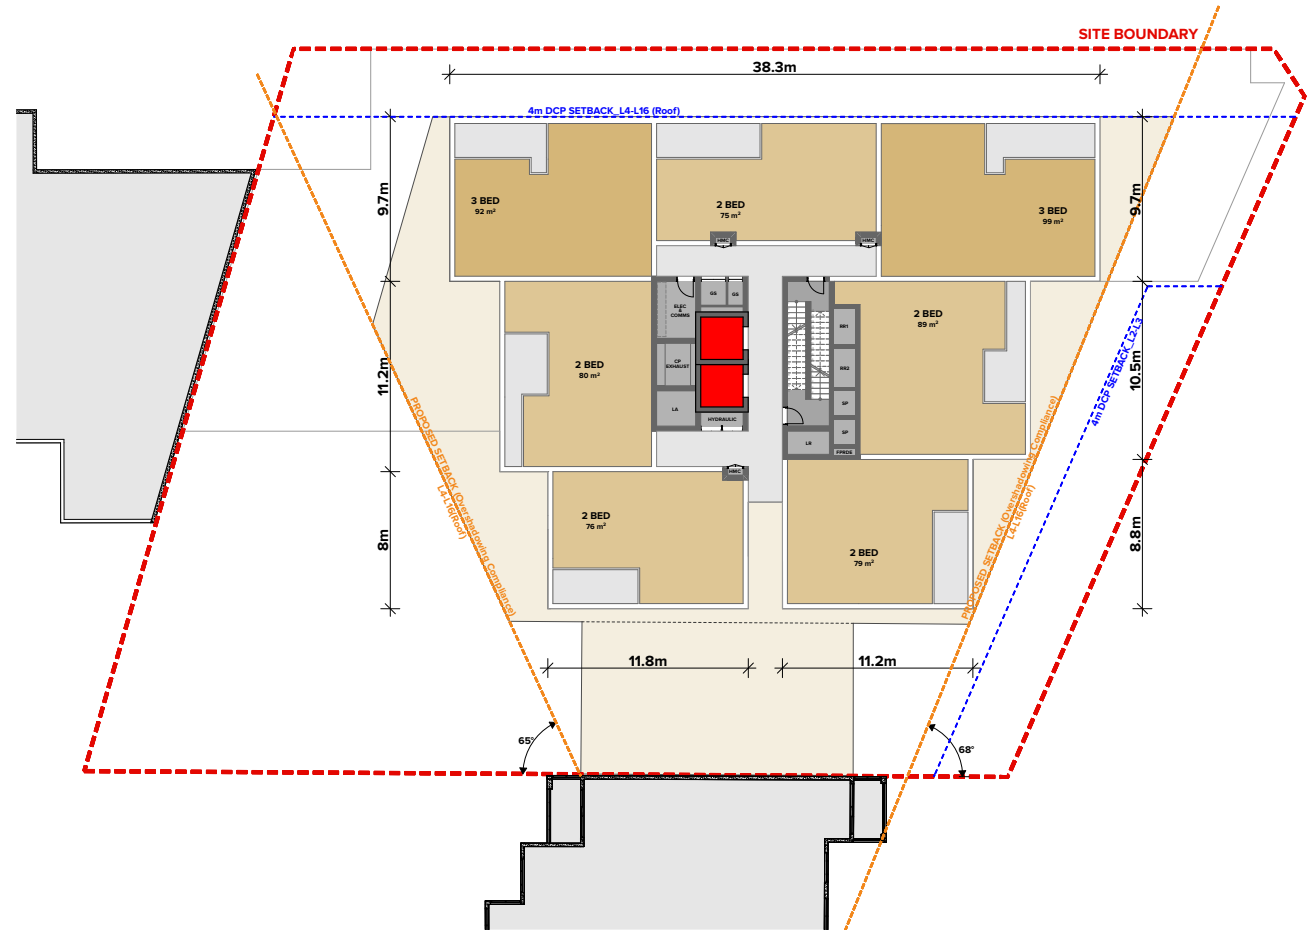 SITE BOUNDARY
38.3m
4m DCP SETBACK_L4-L16 (Roof)
9.7m
9.7m
3 BED
92 m²
2 BED
75 m²
3 BED
99 m²
HMC
HMC
ELEC
&
COMMS
GS
GS
2 BED
89 m²
RR1
11.2m
2 BED
80 m²
CP
EXHAUST
RR2
10.5m
4m DCP SETBACK_L2-L3
LA
HYDRAULIC
SP
SP
LR
FPRDE
PROPOSED SETBACK (Overshadowing Compliance)
L4-L16(Roof)
PROPOSED SETBACK (Overshadowing Compliance)
L4-L16(Roof)
HMC
8m
2 BED
76 m²
2 BED
79 m²
8.8m
11.8m
11.2m
65°
68°